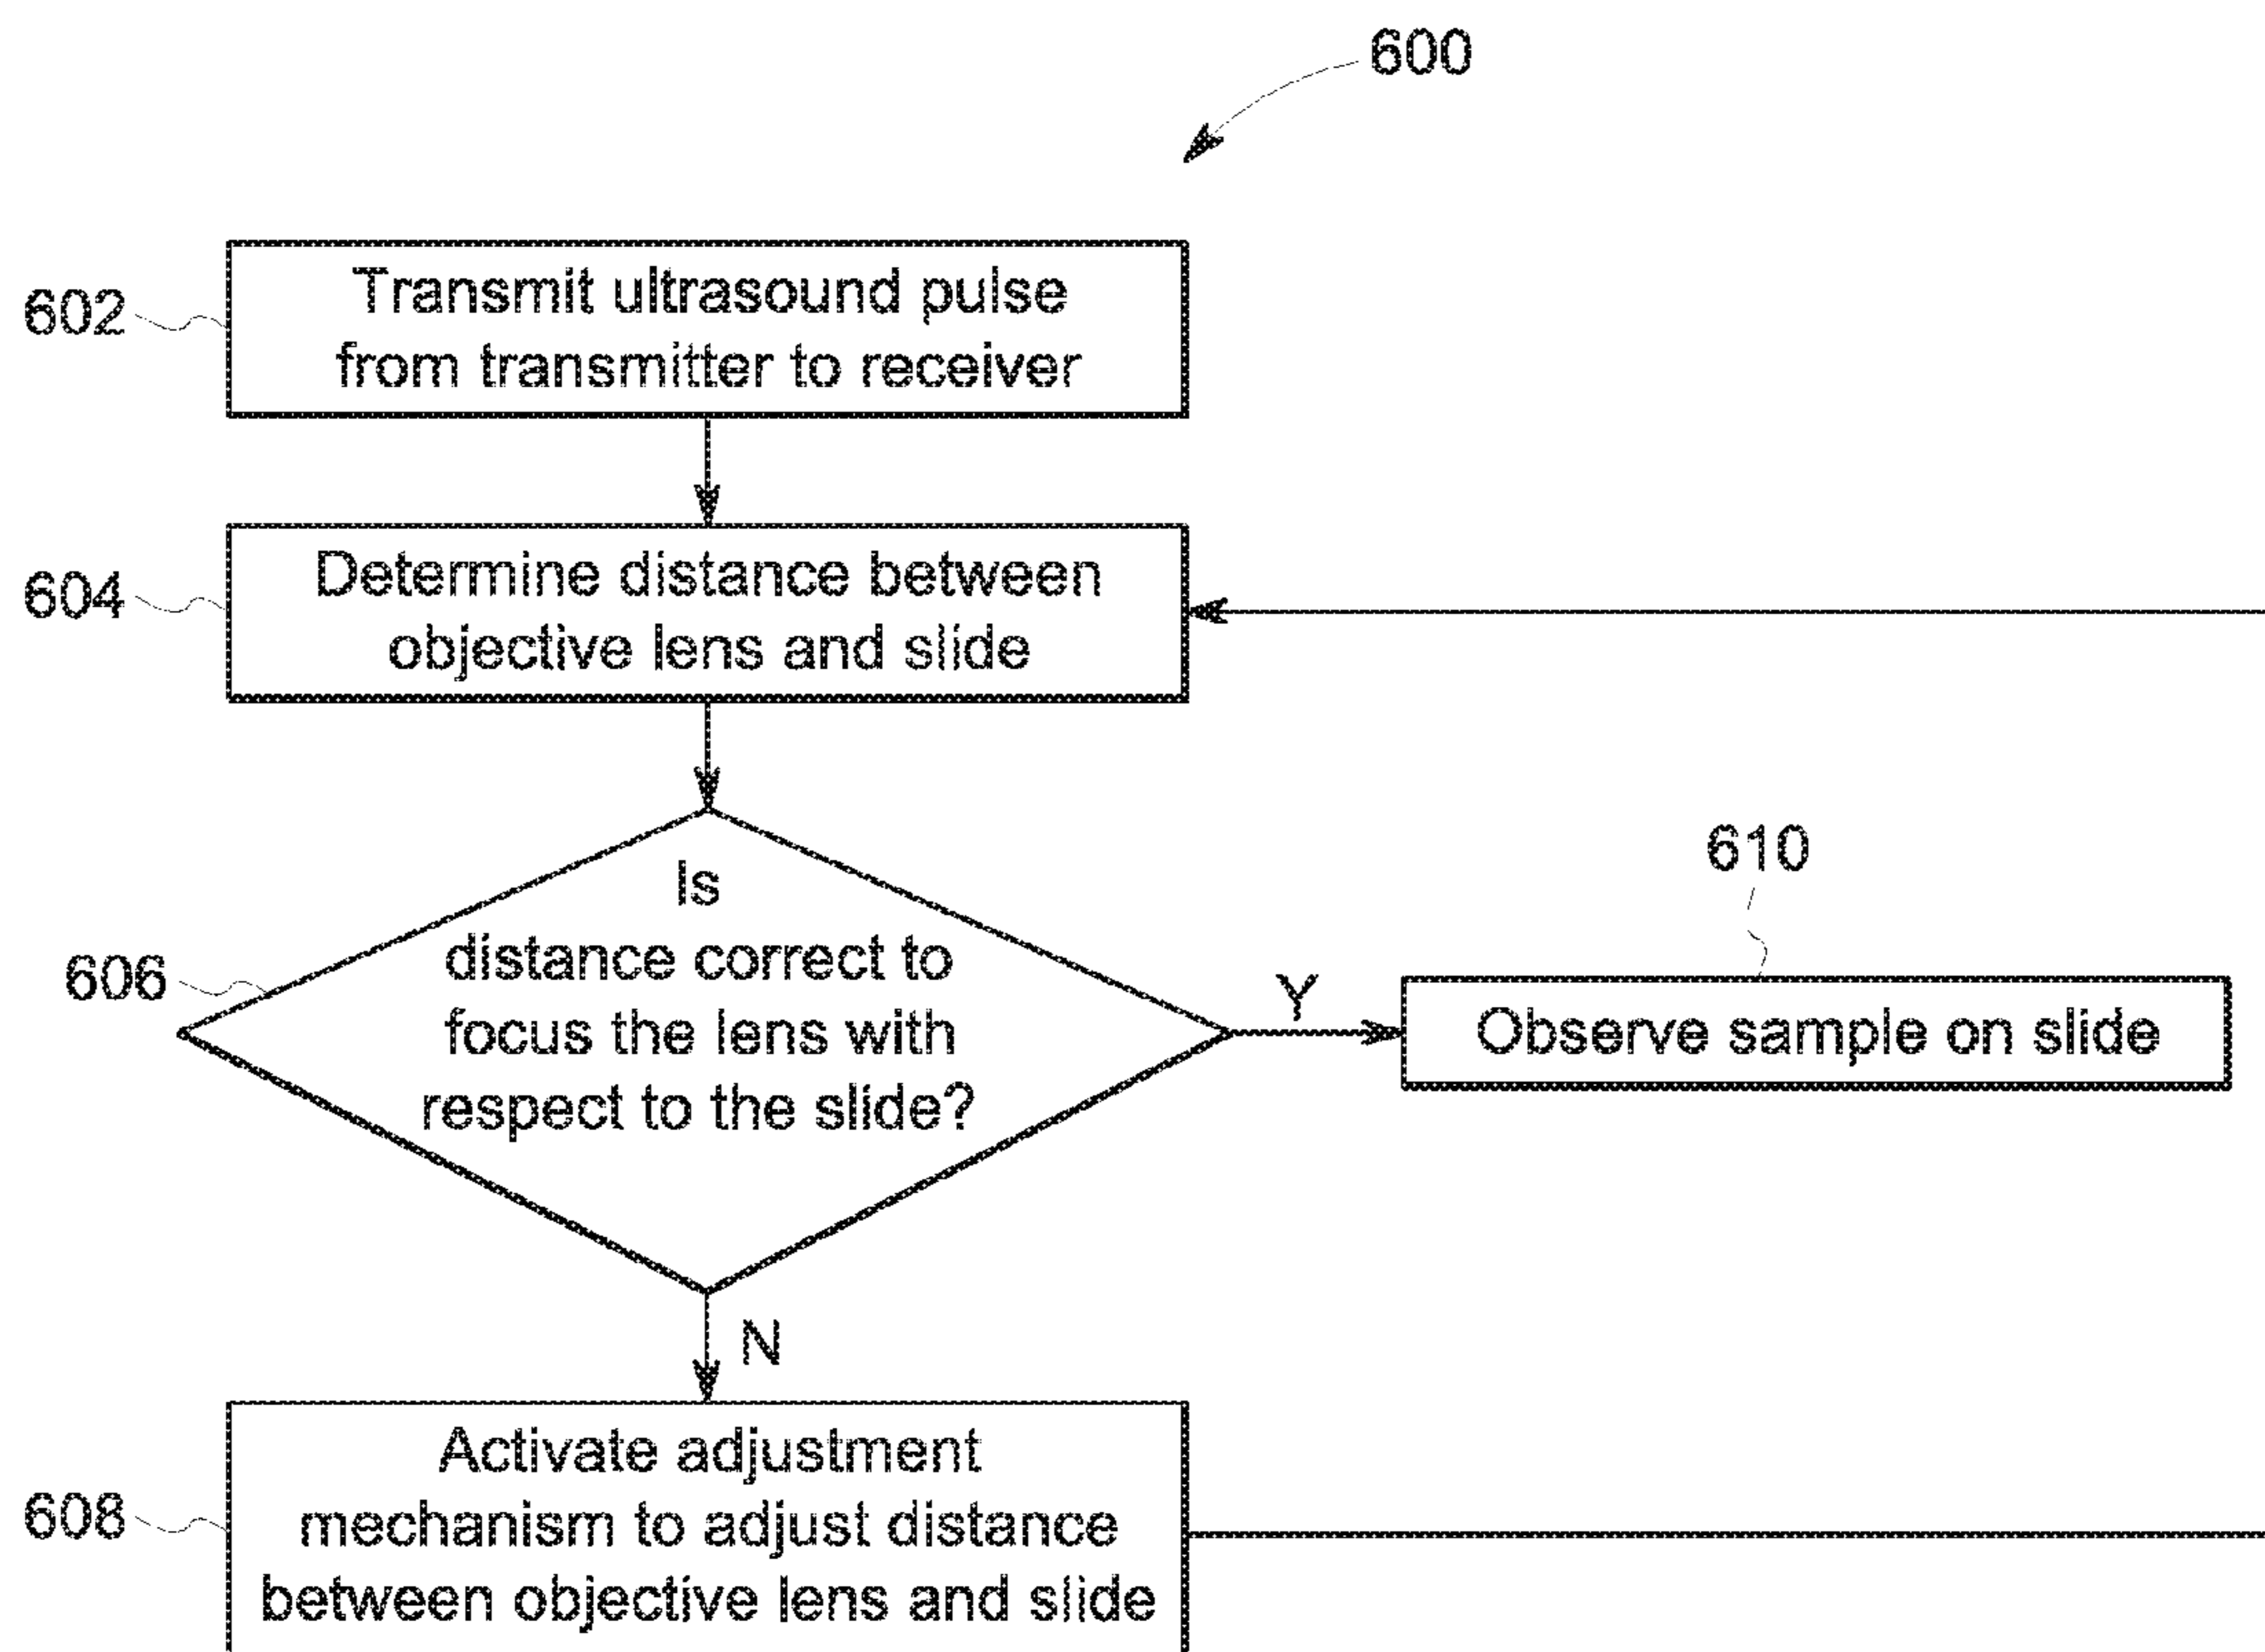 600
602
Transmit ultrasound pulse
from transmitter to receiver
604
Determine distance between
objective lens and slide
606
Is
distance correct to
focus the lens with
respect to the slide?
Y
610
Observe sample on slide
N
608
Activate adjustment
mechanism to adjust distance
between objective lens and slide